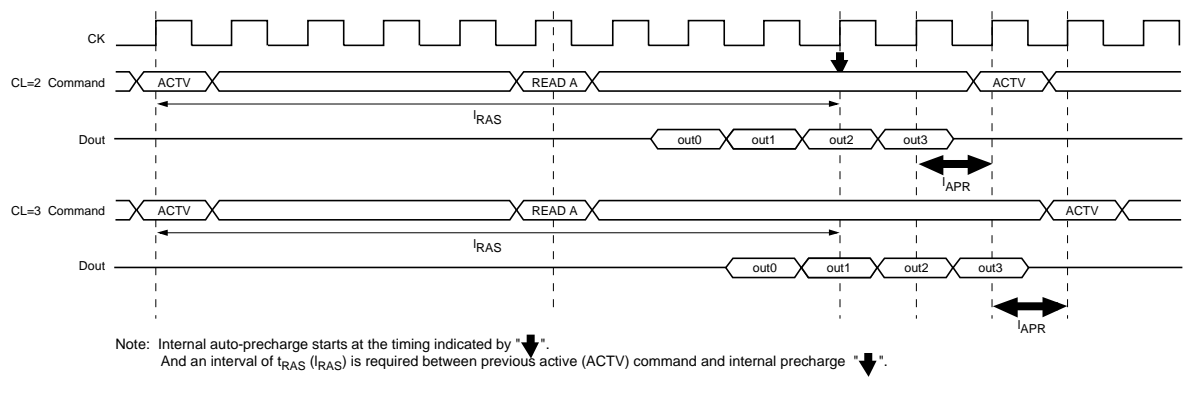 CK
CL=2 Command ACTV READ A ACTV
lRAS
Dout out0 out1 out2 out3
lAPR
CL=3 Command ACTV READ A ACTV
lRAS
Dout out0 out1 out2 out3
lAPR
Note: Internal auto-precharge starts at the timing indicated by " ".
And an interval of tRAS (lRAS) is required between previous active (ACTV) command and internal precharge " ".